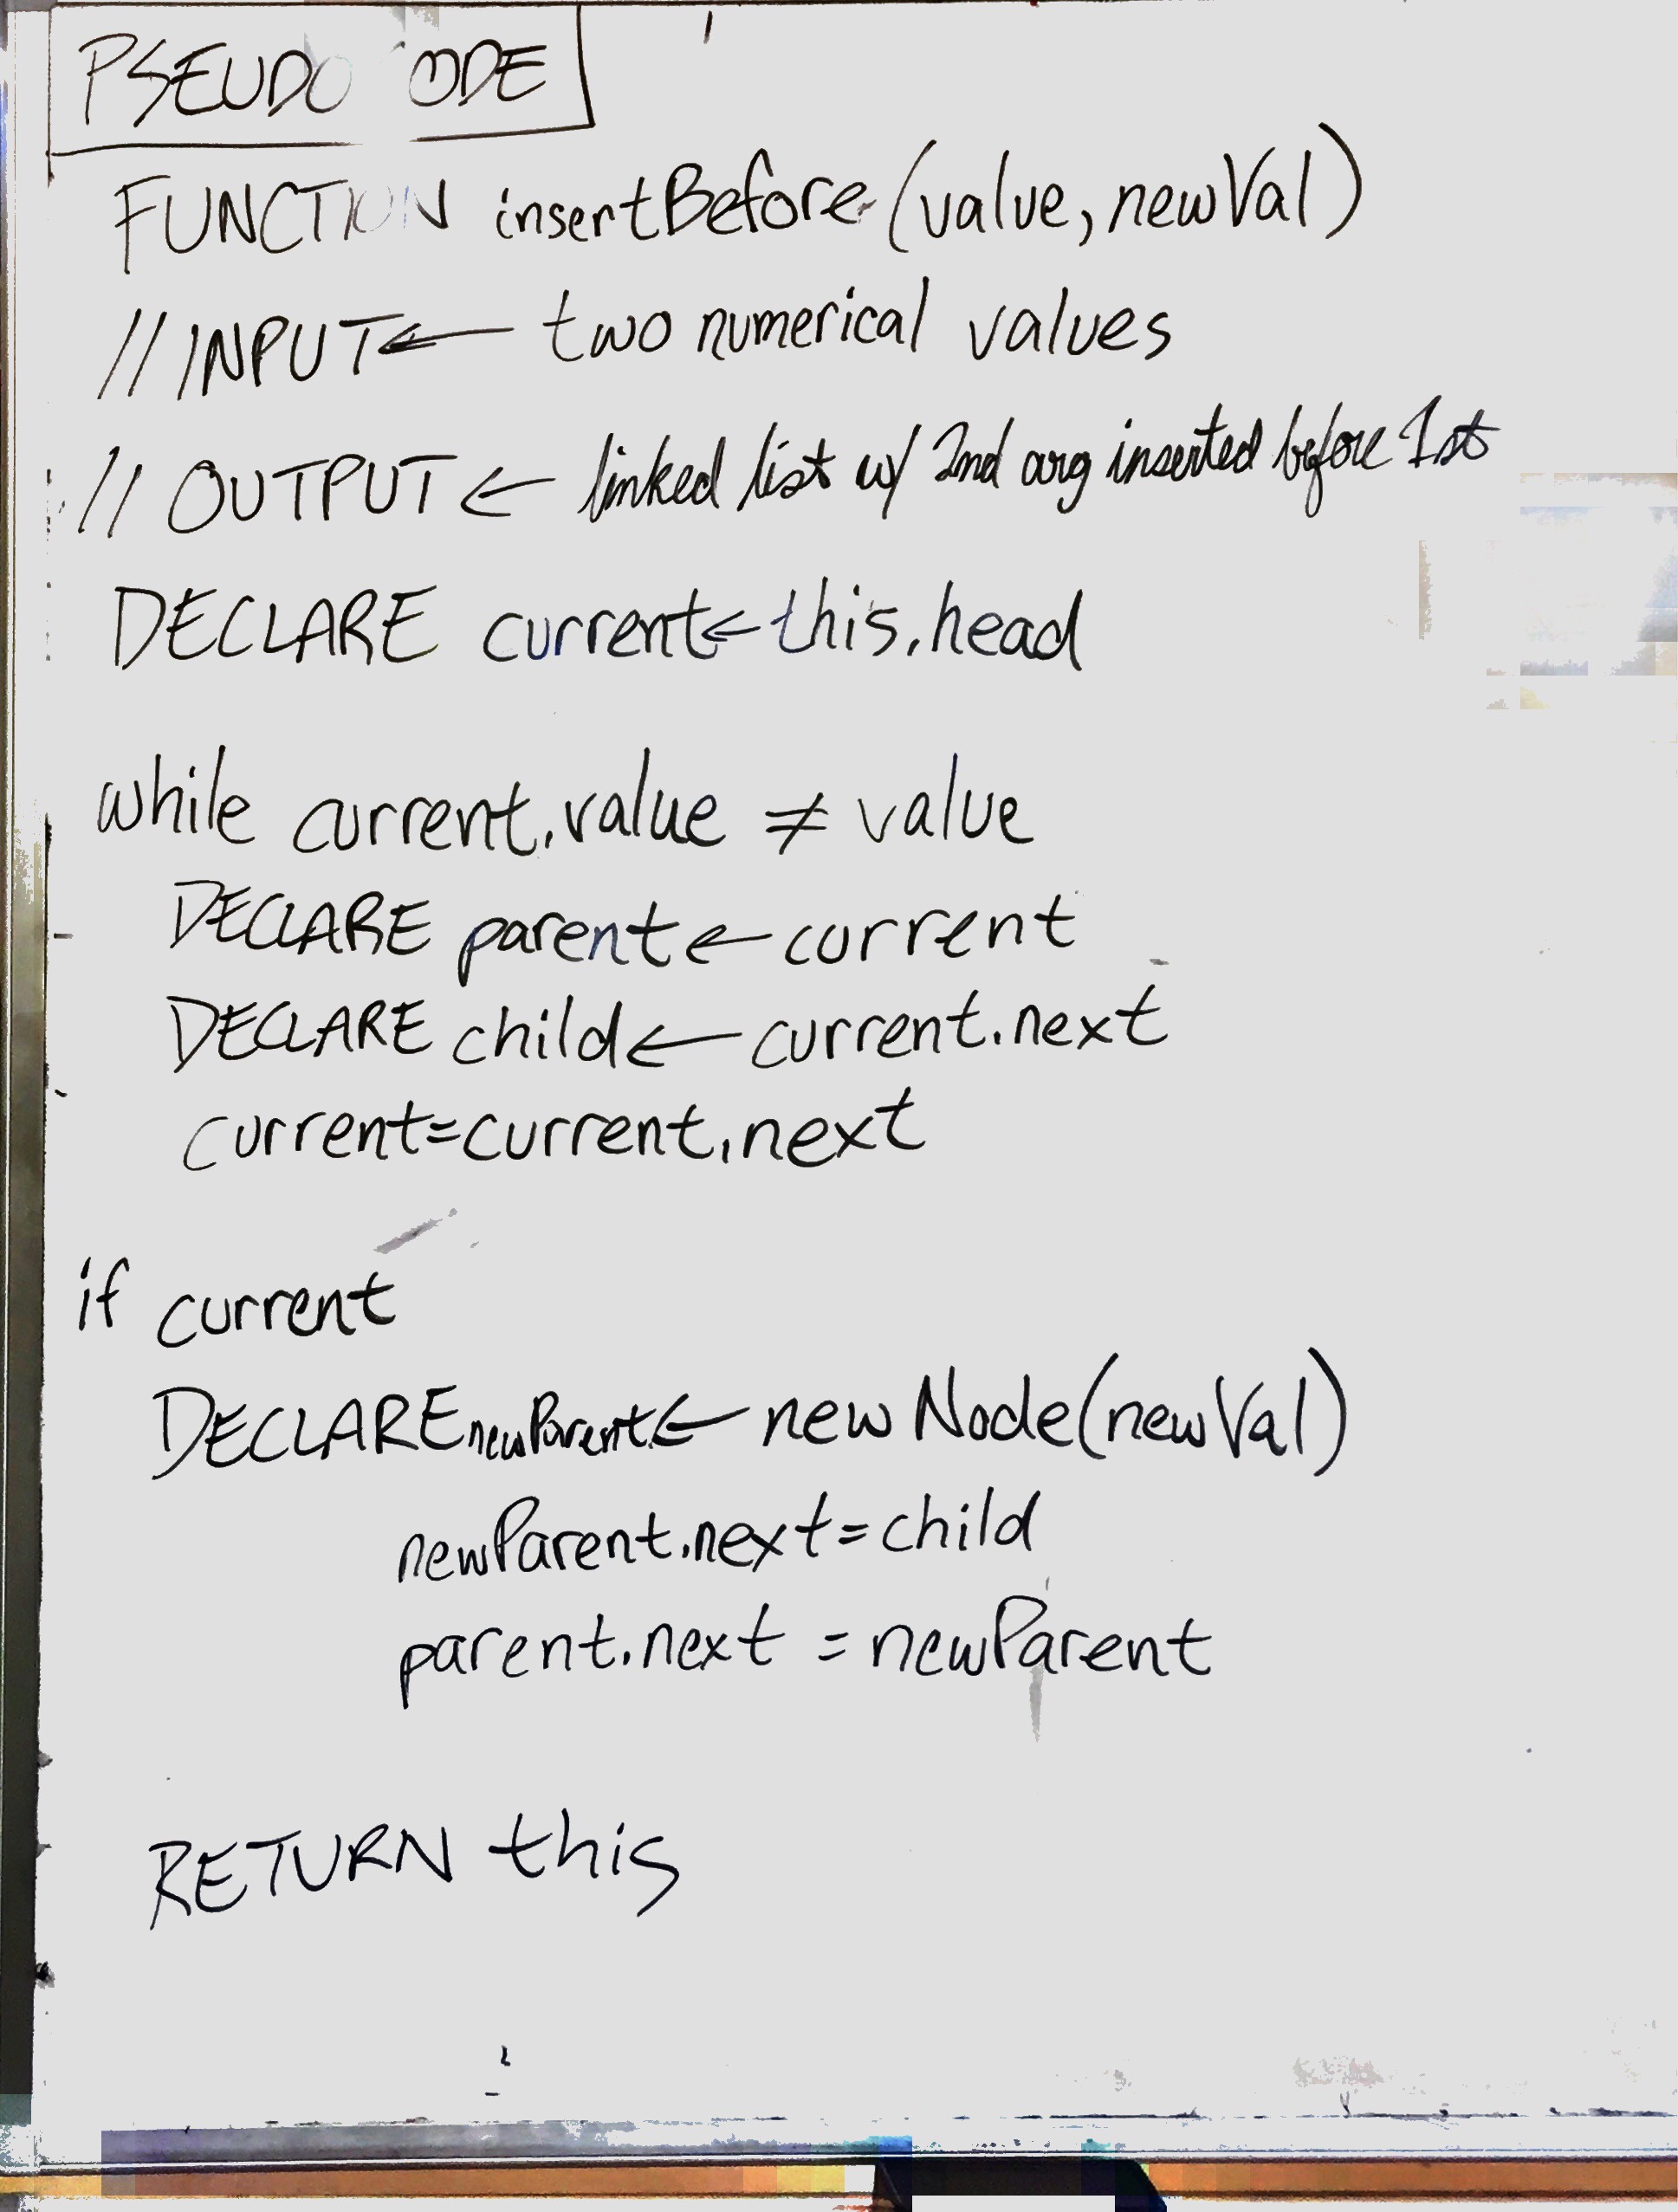 PSEUDO ODE
FUNCTION insertBefore(value, newVal)
// INPUT ← two numerical values
// OUTPUT ← linked list w/ 2nd arg inserted before 1st
DECLARE current ← this.head
while current.value ≠ value
DECLARE parent ← current
DECLARE child ← current.next
current=current.next
if current
DECLARE newParent ← new Node(newVal)
newParent.next=child
parent.next = newParent
RETURN this